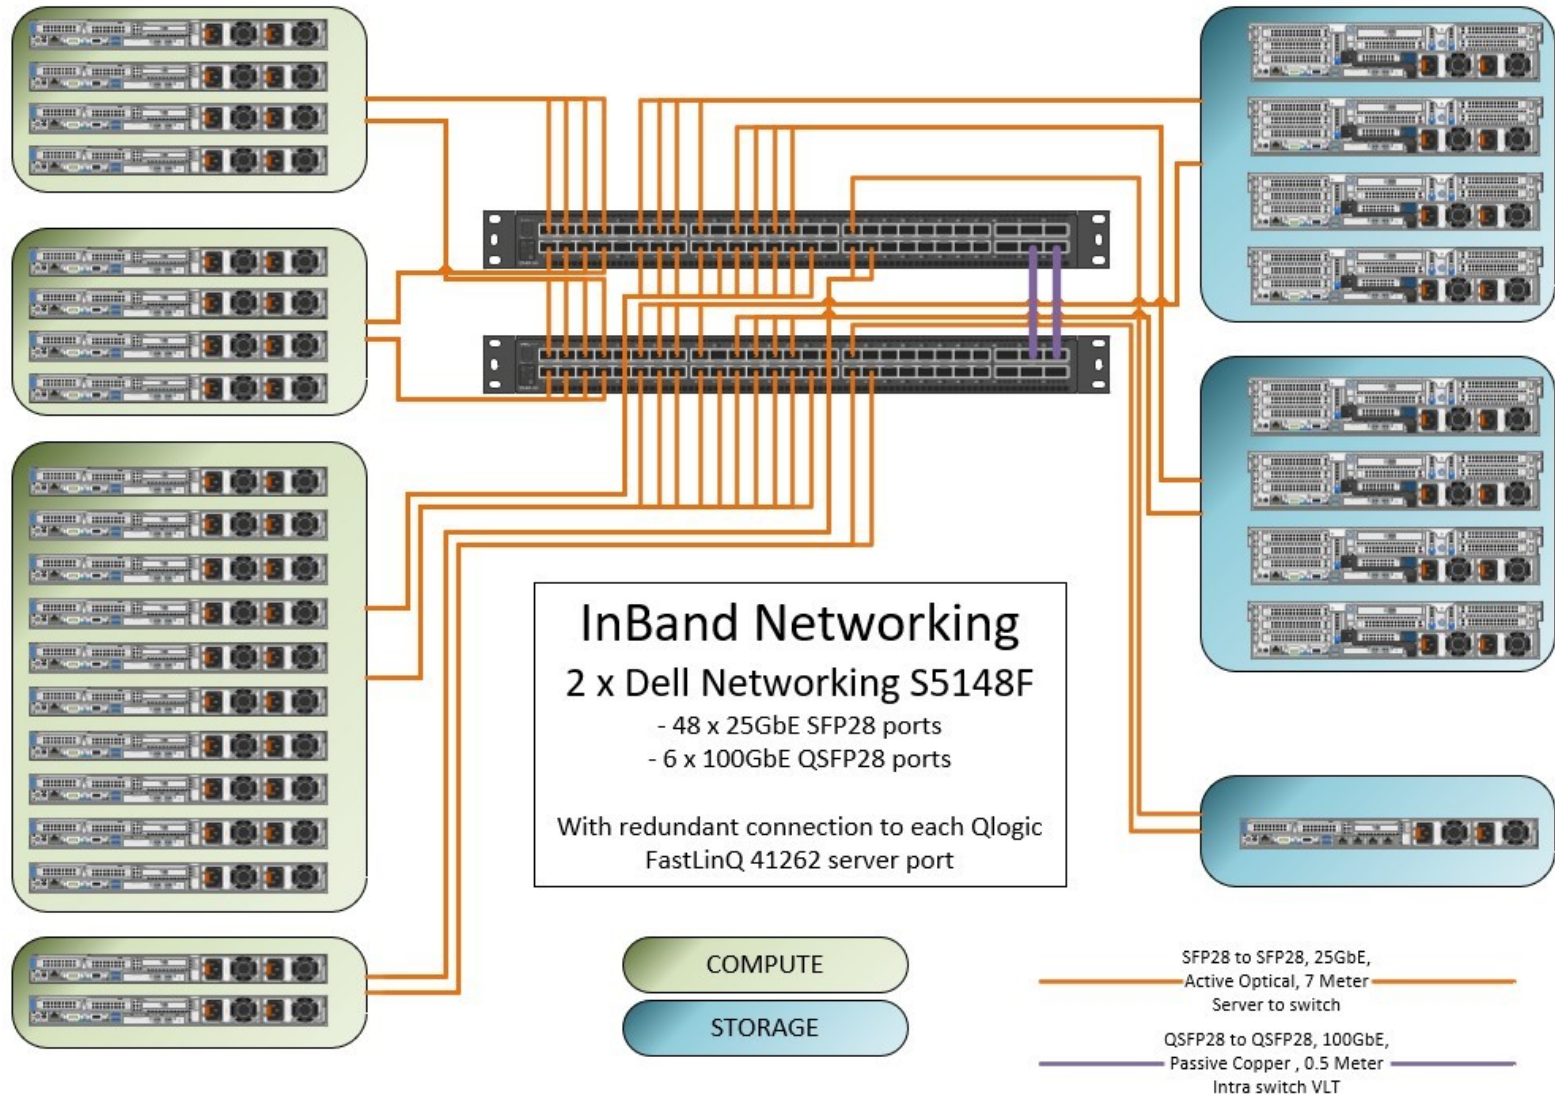 InBand Networking
2 x Dell Networking S5148F
- 48 x 25GbE SFP28 ports
- 6 x 100GbE QSFP28 ports
With redundant connection to each Qlogic
FastLinQ 41262 server port
COMPUTE
STORAGE
SFP28 to SFP28, 25GbE,
Active Optical, 7 Meter
Server to switch
QSFP28 to QSFP28, 100GbE,
Passive Copper , 0.5 Meter
Intra switch VLT